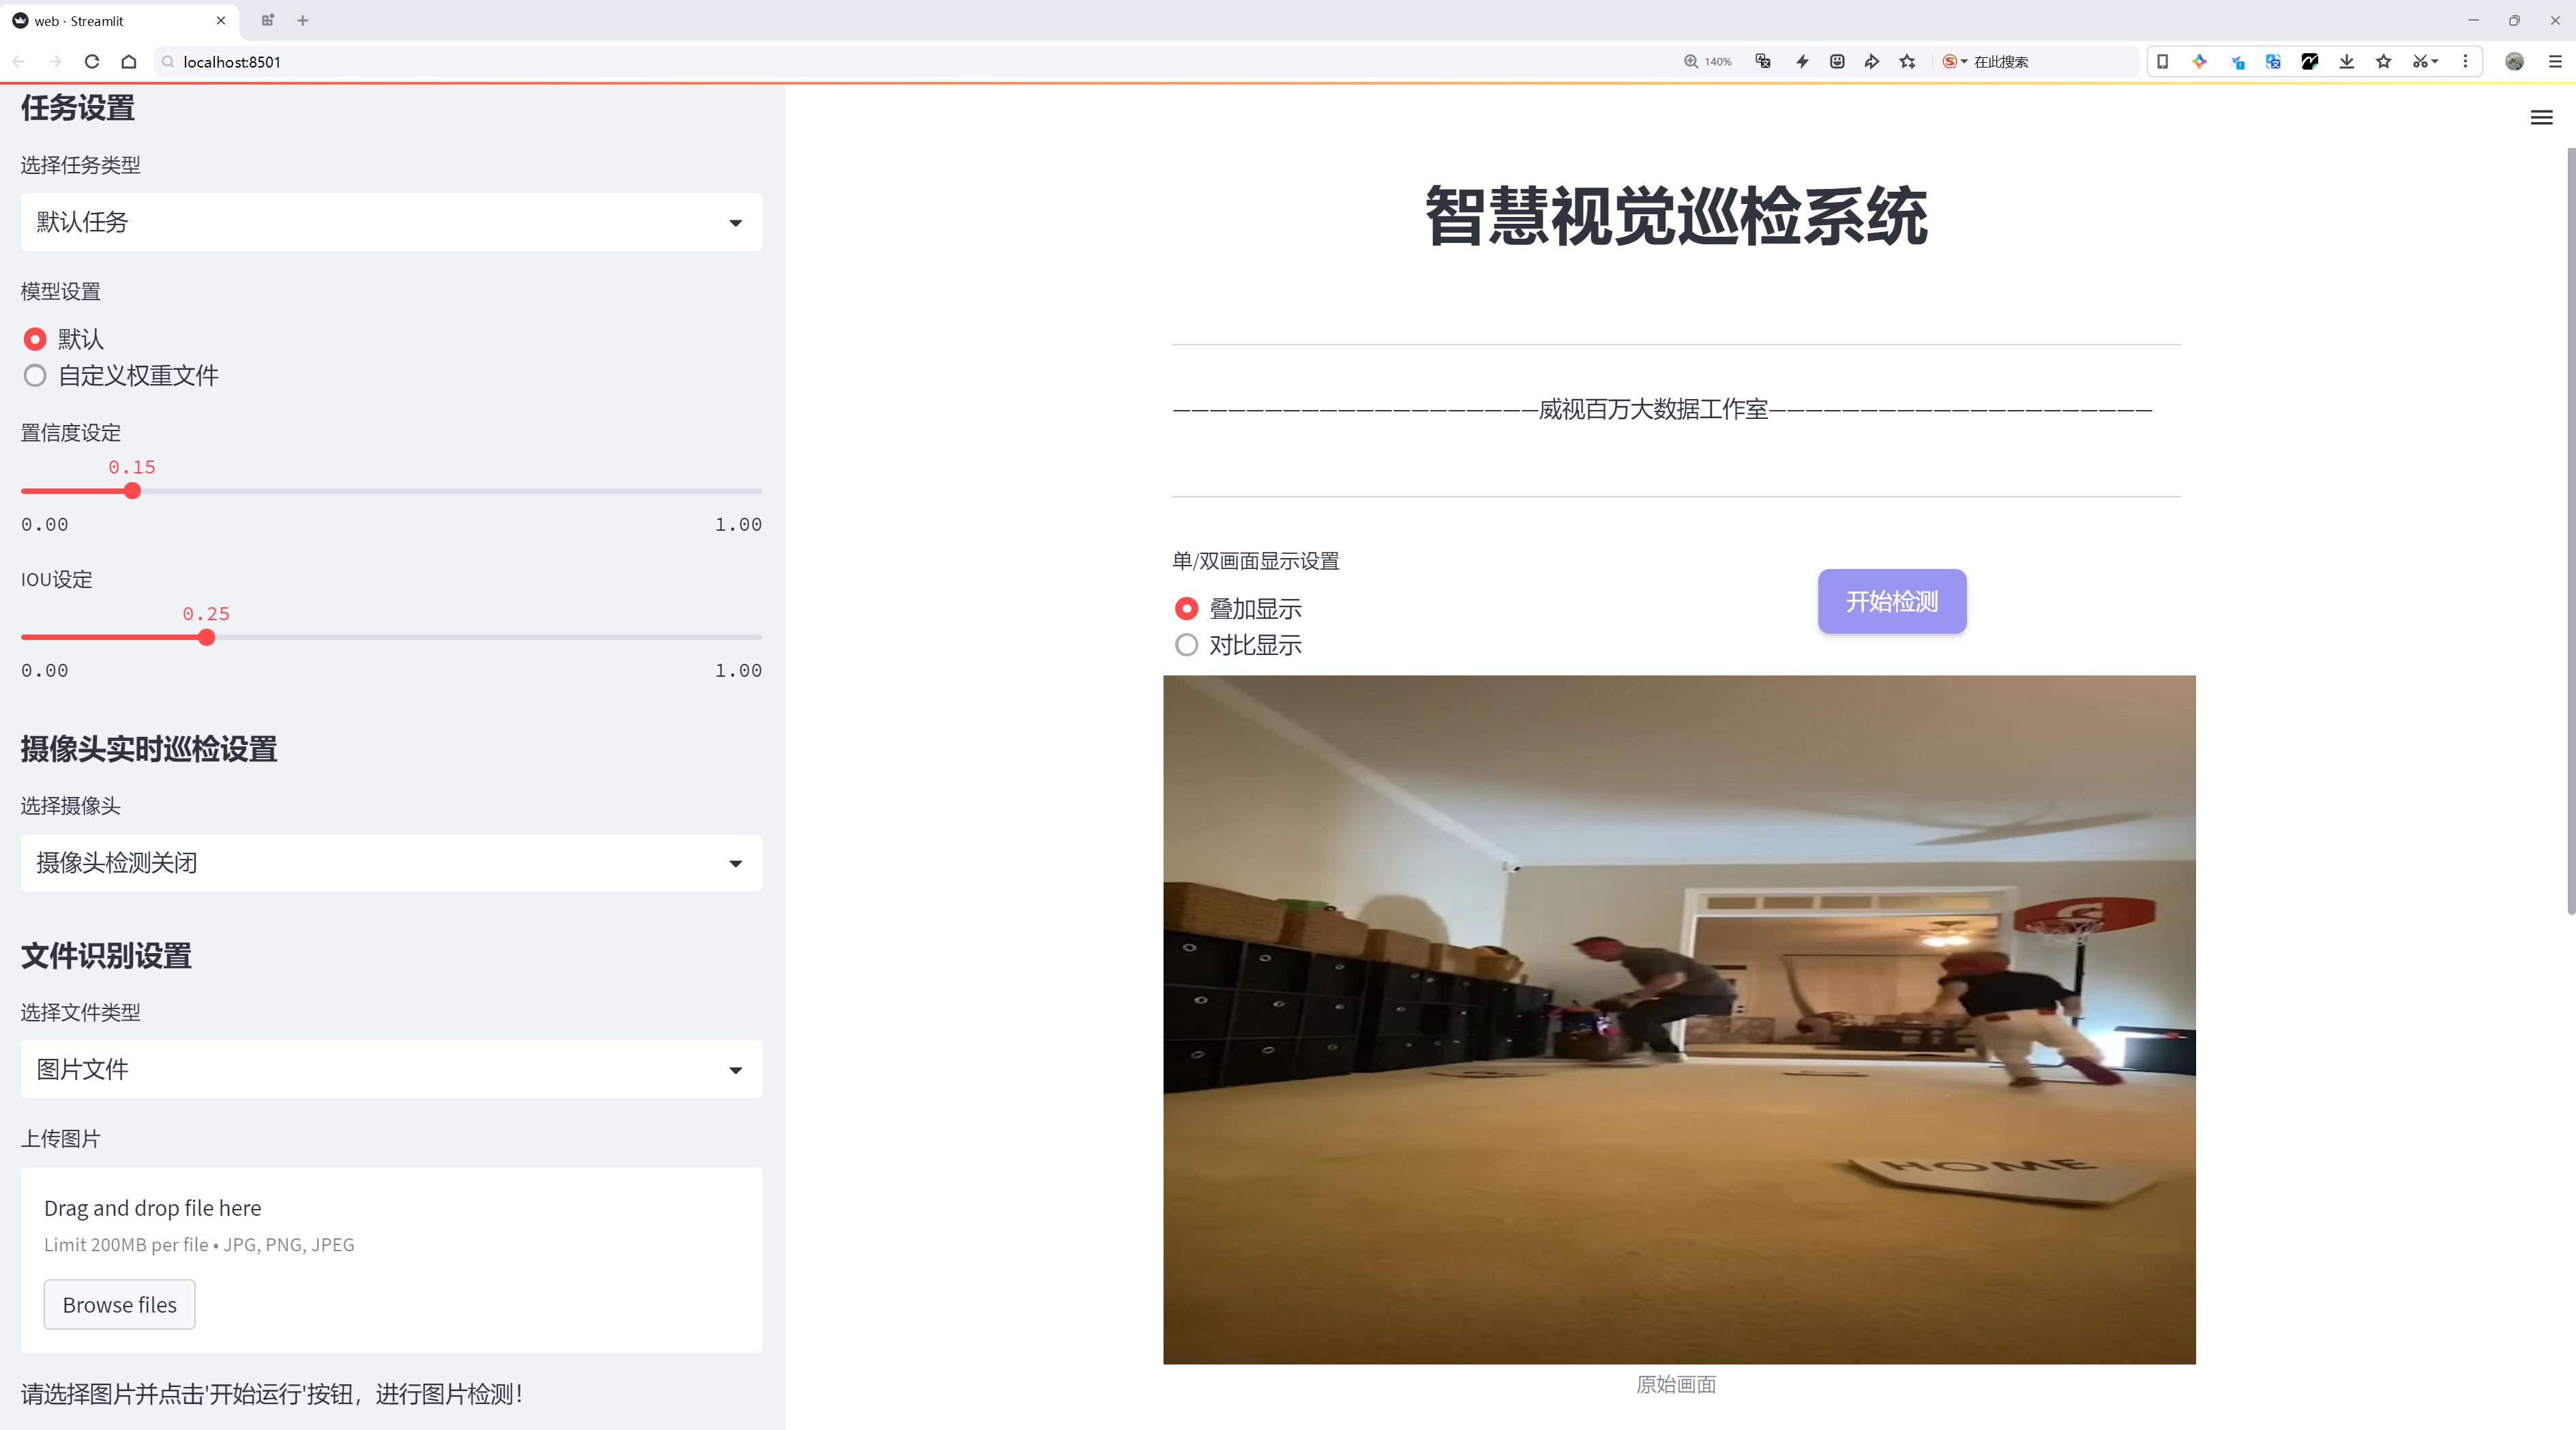 web · Streamlit
localhost:8501
140%
在此搜索
任务设置
选择任务类型
默认任务
模型设置
默认
自定义权重文件
置信度设定
0.15
0.00
1.00
IOU设定
0.25
0.00
1.00
摄像头实时巡检设置
选择摄像头
摄像头检测关闭
文件识别设置
选择文件类型
图片文件
上传图片
Drag and drop file here
Limit 200MB per file • JPG, PNG, JPEG
Browse files
请选择图片并点击'开始运行'按钮，进行图片检测！
智慧视觉巡检系统
————————————————————威视百万大数据工作室—————————————————————
单/双画面显示设置
叠加显示
对比显示
开始检测
HOME
原始画面